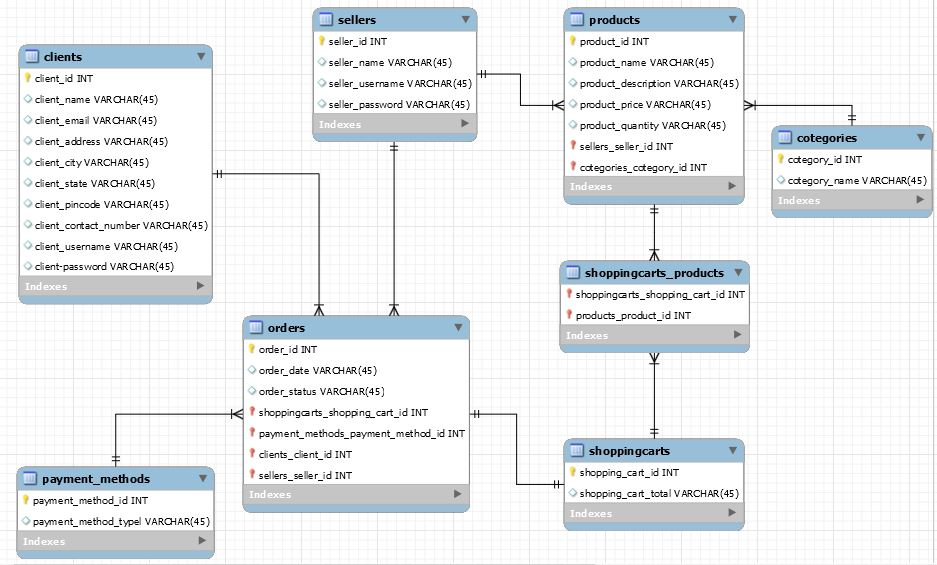 clients
client_id INT
client_name VARCHAR(45)
client_email VARCHAR(45)
client_address VARCHAR(45)
client_city VARCHAR(45)
client_state VARCHAR(45)
client_pincode VARCHAR(45)
client_contact_number VARCHAR(45)
client_username VARCHAR(45)
client-password VARCHAR(45)
Indexes
sellers
seller_id INT
seller_name VARCHAR(45)
seller_username VARCHAR(45)
seller_password VARCHAR(45)
Indexes
products
product_id INT
product_name VARCHAR(45)
product_description VARCHAR(45)
product_price VARCHAR(45)
product_quantity VARCHAR(45)
sellers_seller_id INT
cotegories_cotegory_id INT
Indexes
cotegories
cotegory_id INT
cotegory_name VARCHAR(45)
Indexes
shoppingcarts_products
shoppingcarts_shopping_cart_id INT
products_product_id INT
Indexes
orders
order_id INT
order_date VARCHAR(45)
order_status VARCHAR(45)
shoppingcarts_shopping_cart_id INT
payment_methods_payment_method_id INT
clients_client_id INT
sellers_seller_id INT
Indexes
payment_methods
payment_method_id INT
payment_method_typel VARCHAR(45)
Indexes
shoppingcarts
shopping_cart_id INT
shopping_cart_total VARCHAR(45)
Indexes